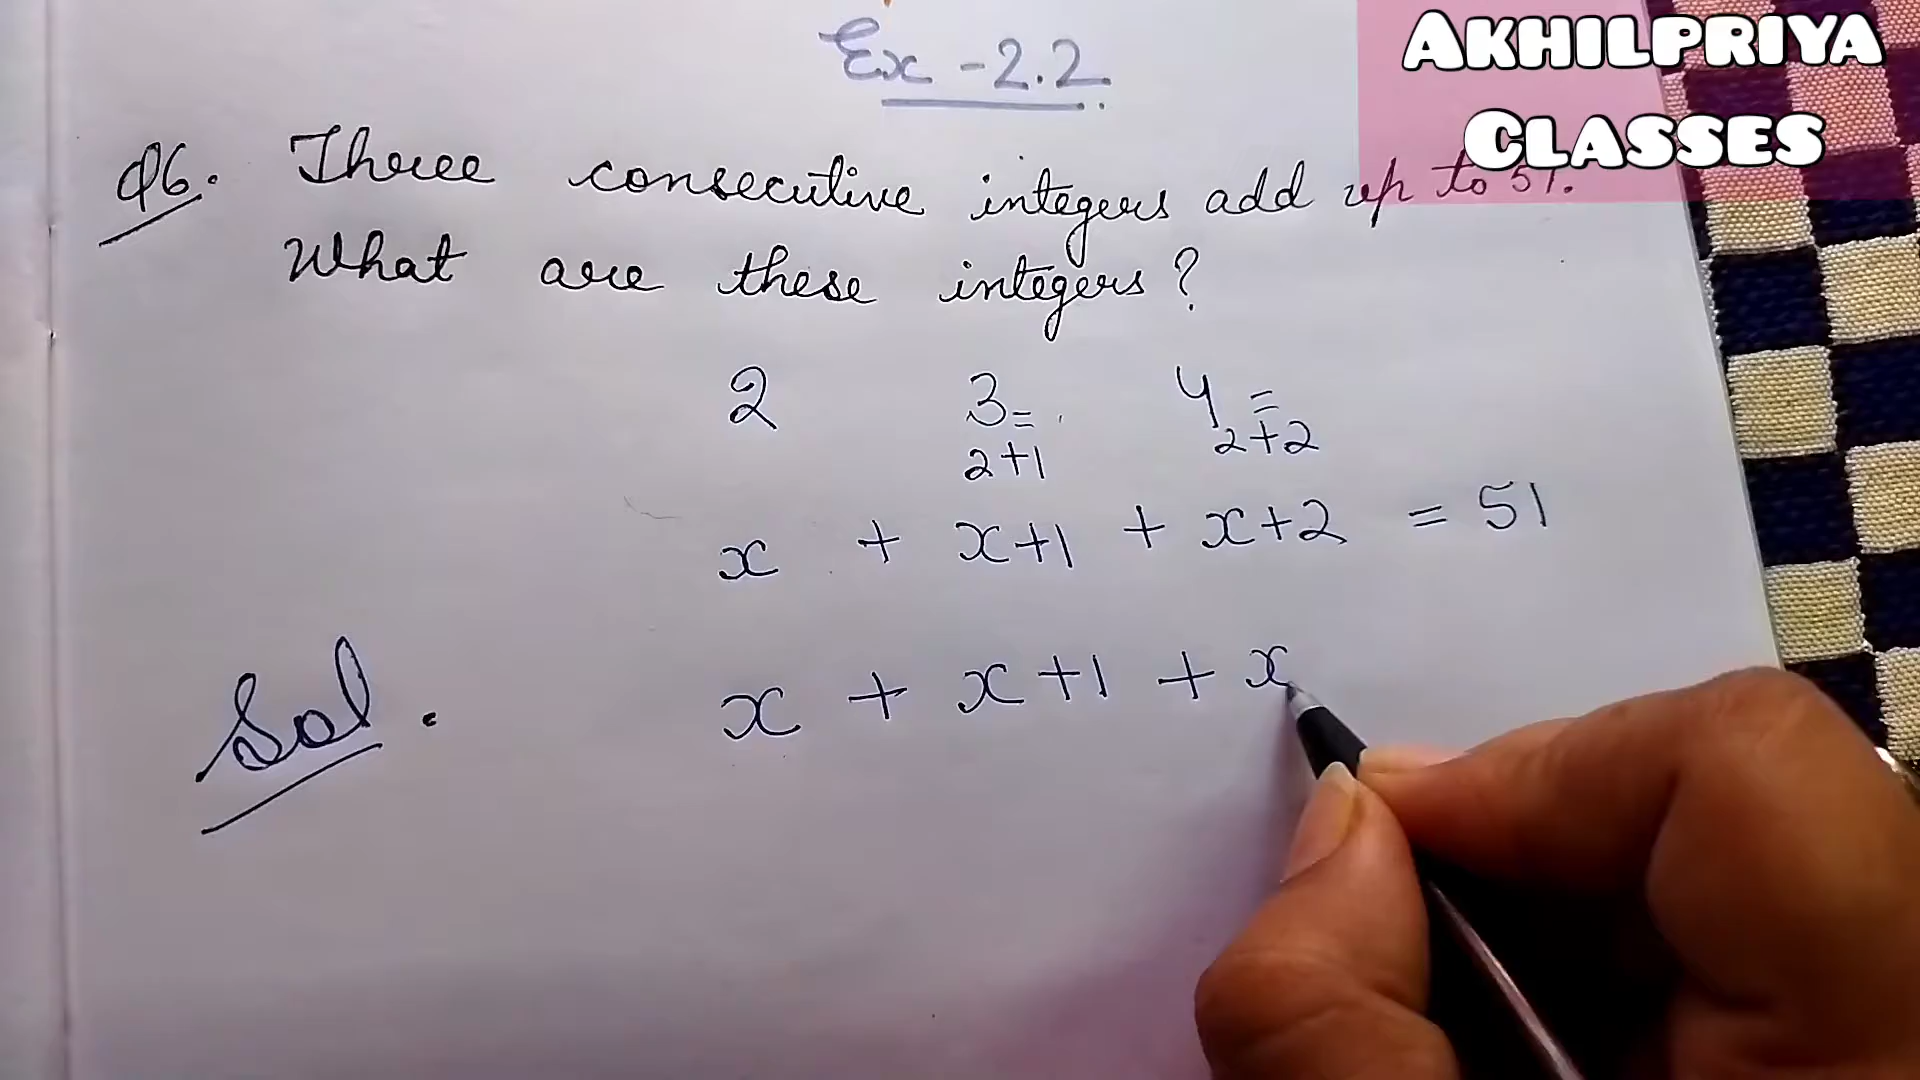 Ex - 2.2.
AKHILPRIYA
CLASSES
Q6. Three consecutive integers add up to 51.
What are these integers?
2 3= 4=
2+1 2+2
x + x+1 + x+2 = 51
Sol. x + x+1 + x